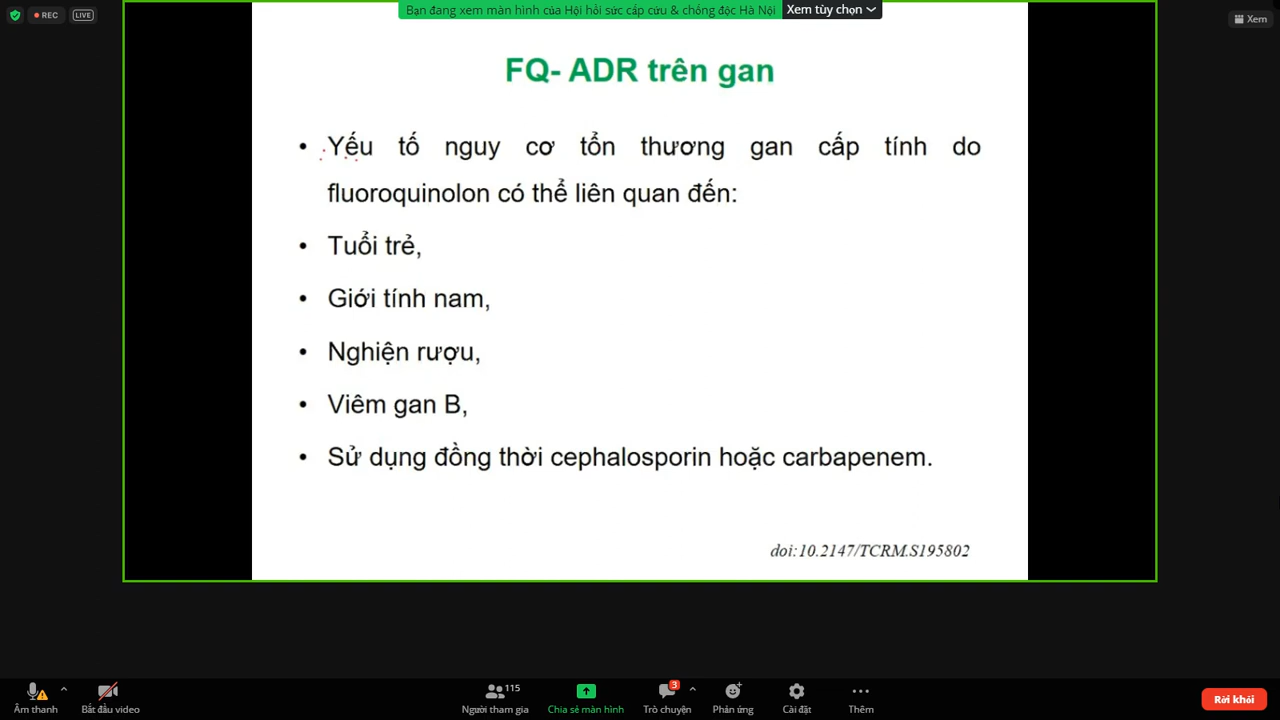 REC
LIVE
Bạn đang xem màn hình của Hội hồi sức cấp cứu & chống độc Hà Nội
Xem tùy chọn
Xem
FQ- ADR trên gan
• Yếu tố nguy cơ tổn thương gan cấp tính do
fluoroquinolon có thể liên quan đến:
• Tuổi trẻ,
• Giới tính nam,
• Nghiện rượu,
• Viêm gan B,
• Sử dụng đồng thời cephalosporin hoặc carbapenem.
doi:10.2147/TCRM.S195802
Âm thanh
Bắt đầu video
115
Người tham gia
Chia sẻ màn hình
3
Trò chuyện
Phản ứng
Cài đặt
Thêm
Rời khỏi